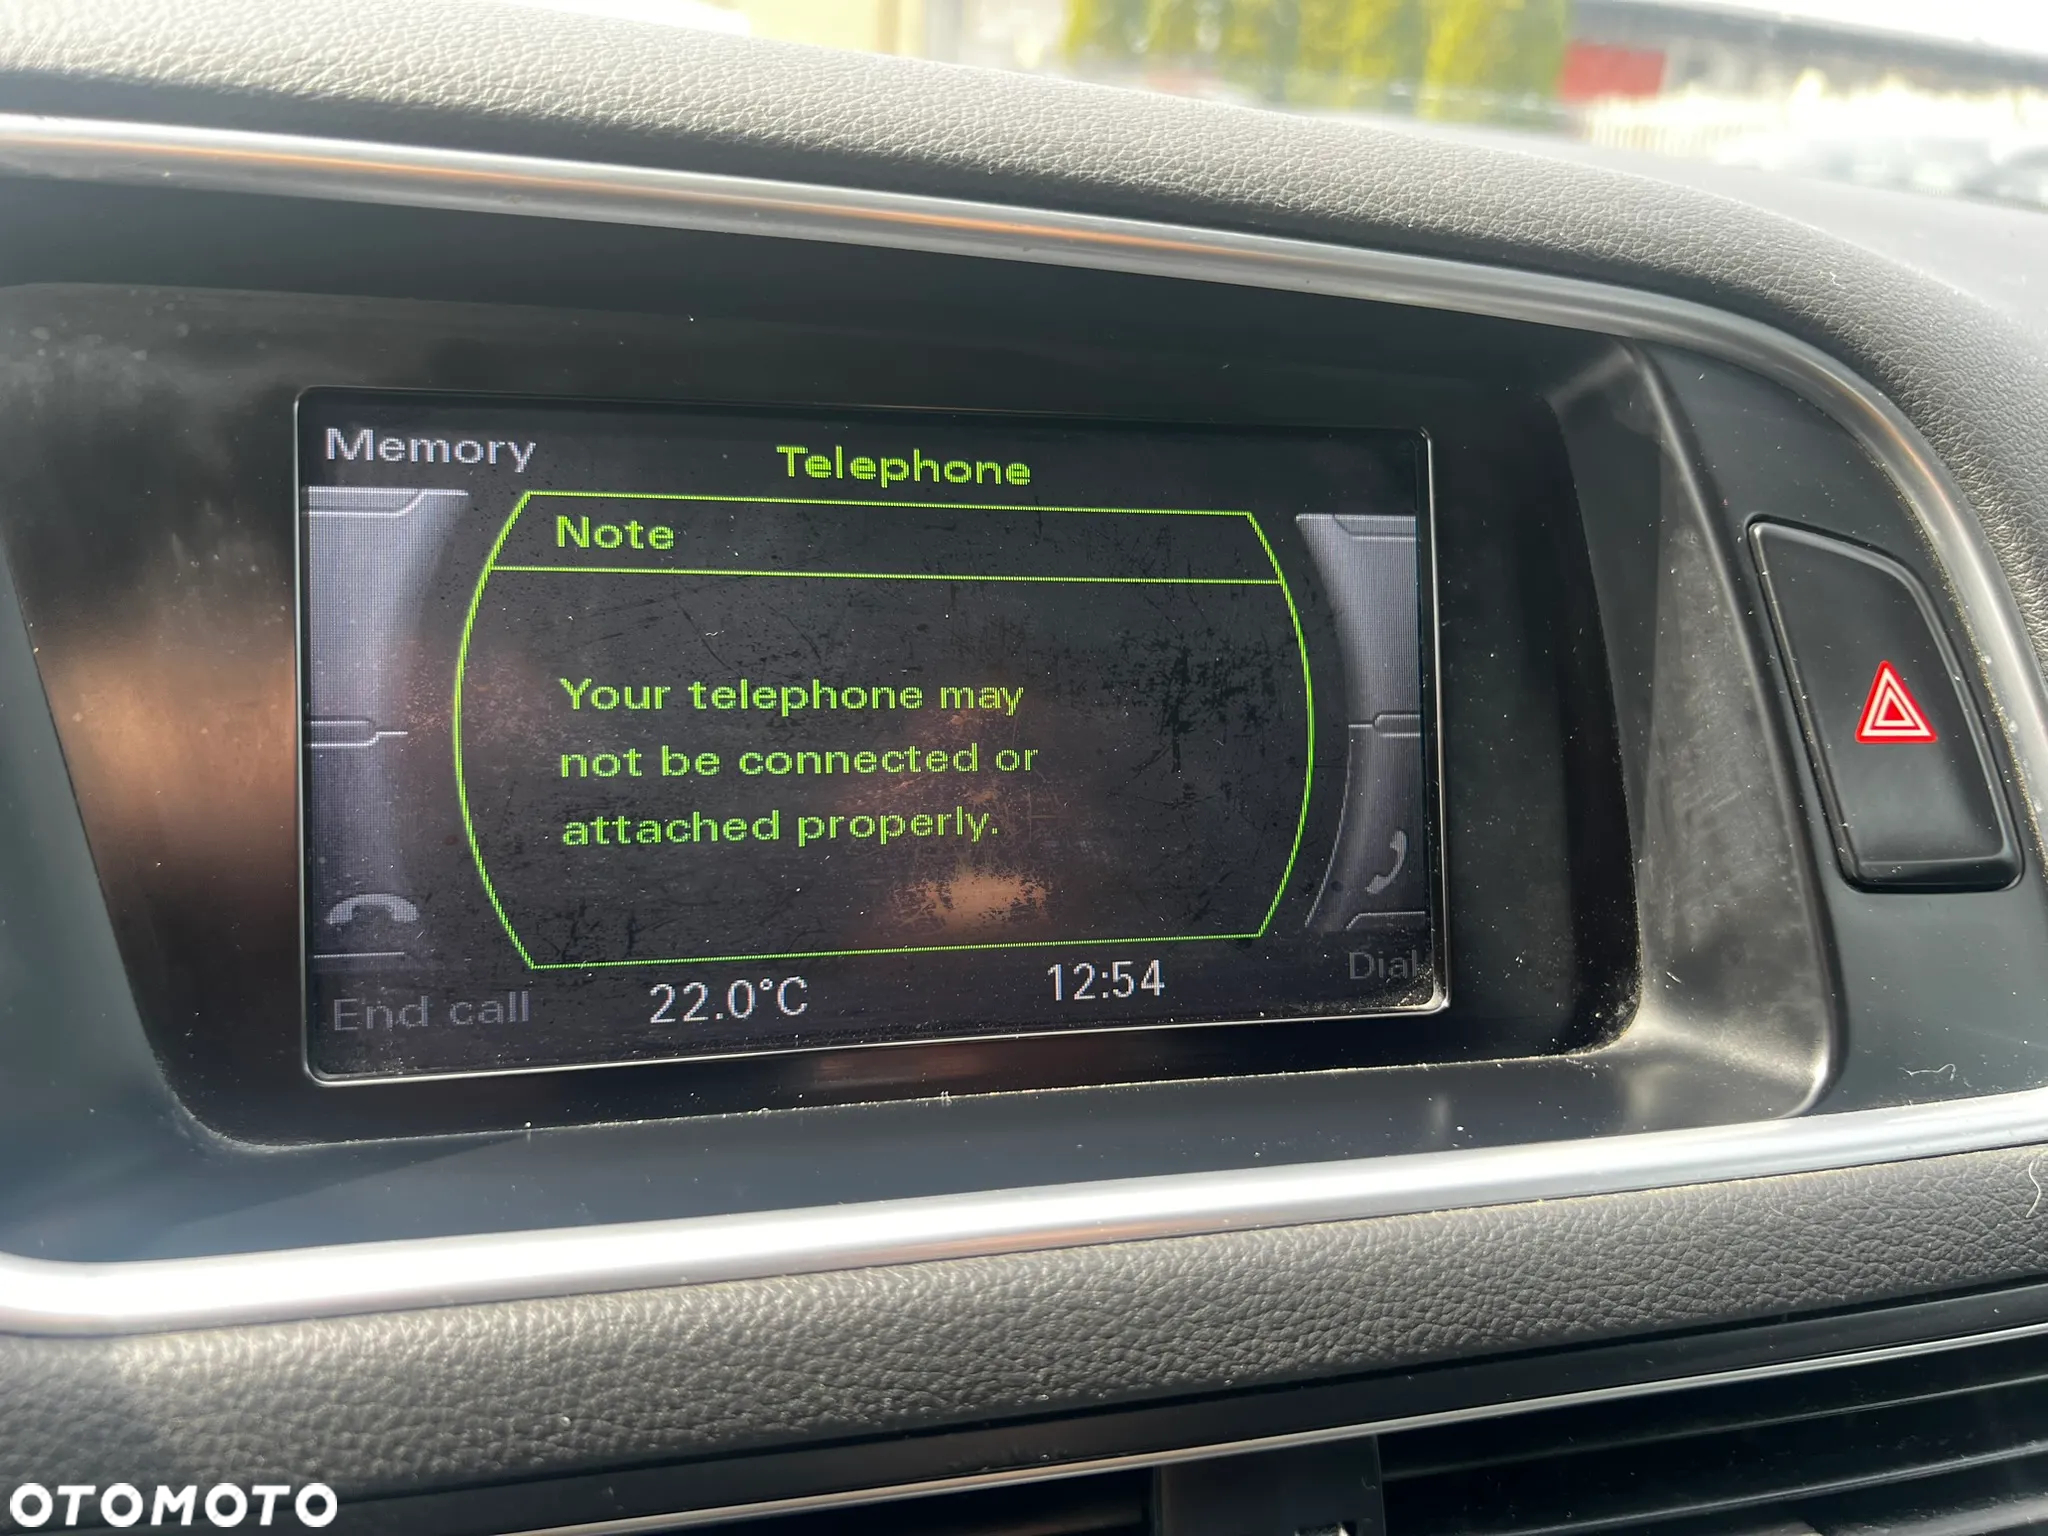 Memory
Telephone
Note
Your telephone may
not be connected or
attached properly.
End call
22.0°C
12:54
Dial
OTOMOTO